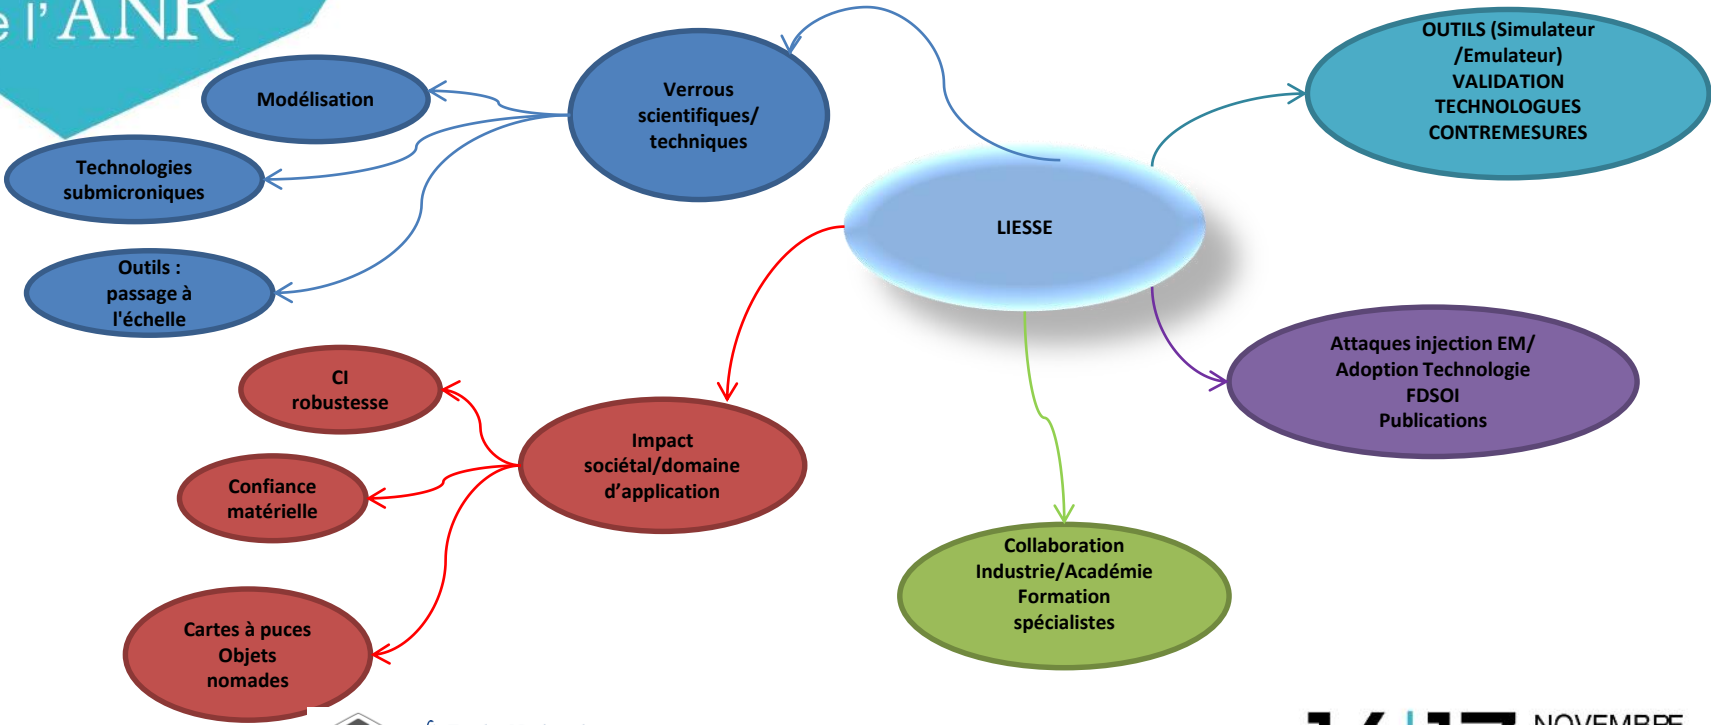 e l'ANR
Modélisation
Technologies
submicroniques
Outils :
passage à
l'échelle
Verrous
scientifiques/
techniques
OUTILS (Simulateur
/Emulateur)
VALIDATION
TECHNOLOGUES
CONTREMESURES
LIESSE
Attaques injection EM/
Adoption Technologie
FDSOI
Publications
CI
robustesse
Confiance
matérielle
Cartes à puces
Objets
nomades
Impact
sociétal/domaine
d'application
Collaboration
Industrie/Académie
Formation
spécialistes
16 17 NOVEMBRE